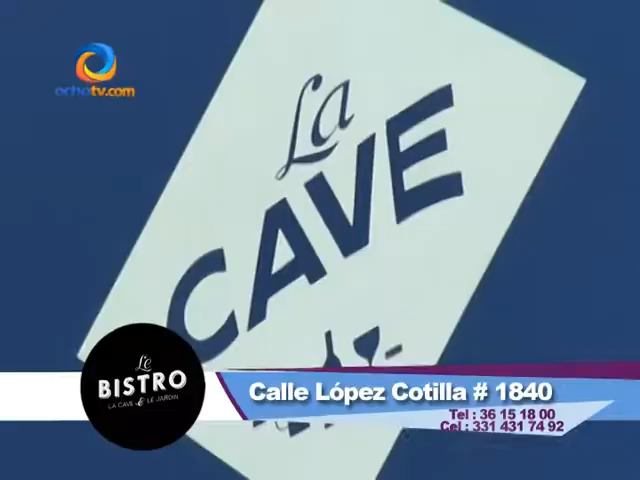 ochotv.com
La
CAVE
Le
BISTRO
LA CAVE & LE JARDIN
Calle López Cotilla # 1840
Tel : 36 15 18 00
Cel : 331 431 74 92